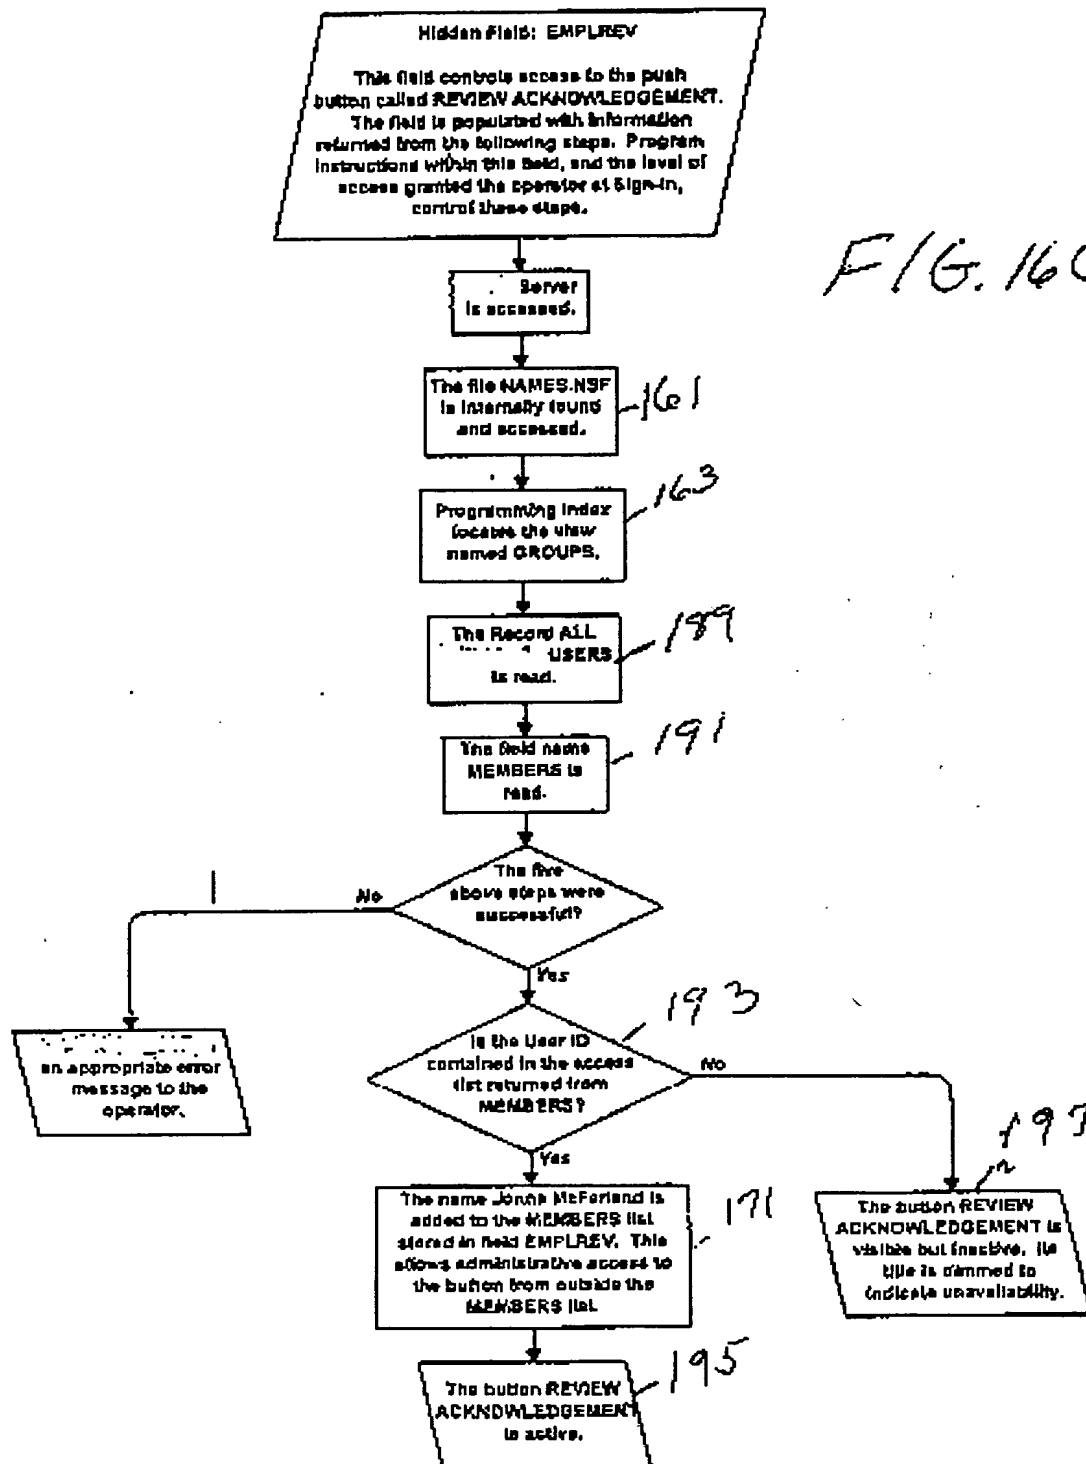 Hidden Field: EMPLREV
This field controls access to the push
button called REVIEW ACKNOWLEDGEMENT.
The field is populated with information
returned from the following steps. Program
instructions within this field, and the level of
access granted the operator at Sign-in,
control these steps.
FIG. 16C
Server
is accessed.
The file NAMES.NSF
is internally found
and accessed.
161
Programming index
locates the view
named GROUPS.
163
The Record ALL
USERS
is read.
189
The field name
MEMBERS is
read.
191
The five
above steps were
successful?
No
Yes
an appropriate error
message to the
operator.
Is the User ID
contained in the access
list returned from
MEMBERS?
193
No
Yes
The name Jonna McFarland is
added to the MEMBERS list
stored in field EMPLREV. This
allows administrative access to
the button from outside the
MEMBERS list.
171
The button REVIEW
ACKNOWLEDGEMENT is
visible but inactive. Its
title is dimmed to
indicate unavailability.
197
The button REVIEW
ACKNOWLEDGEMENT
is active.
195